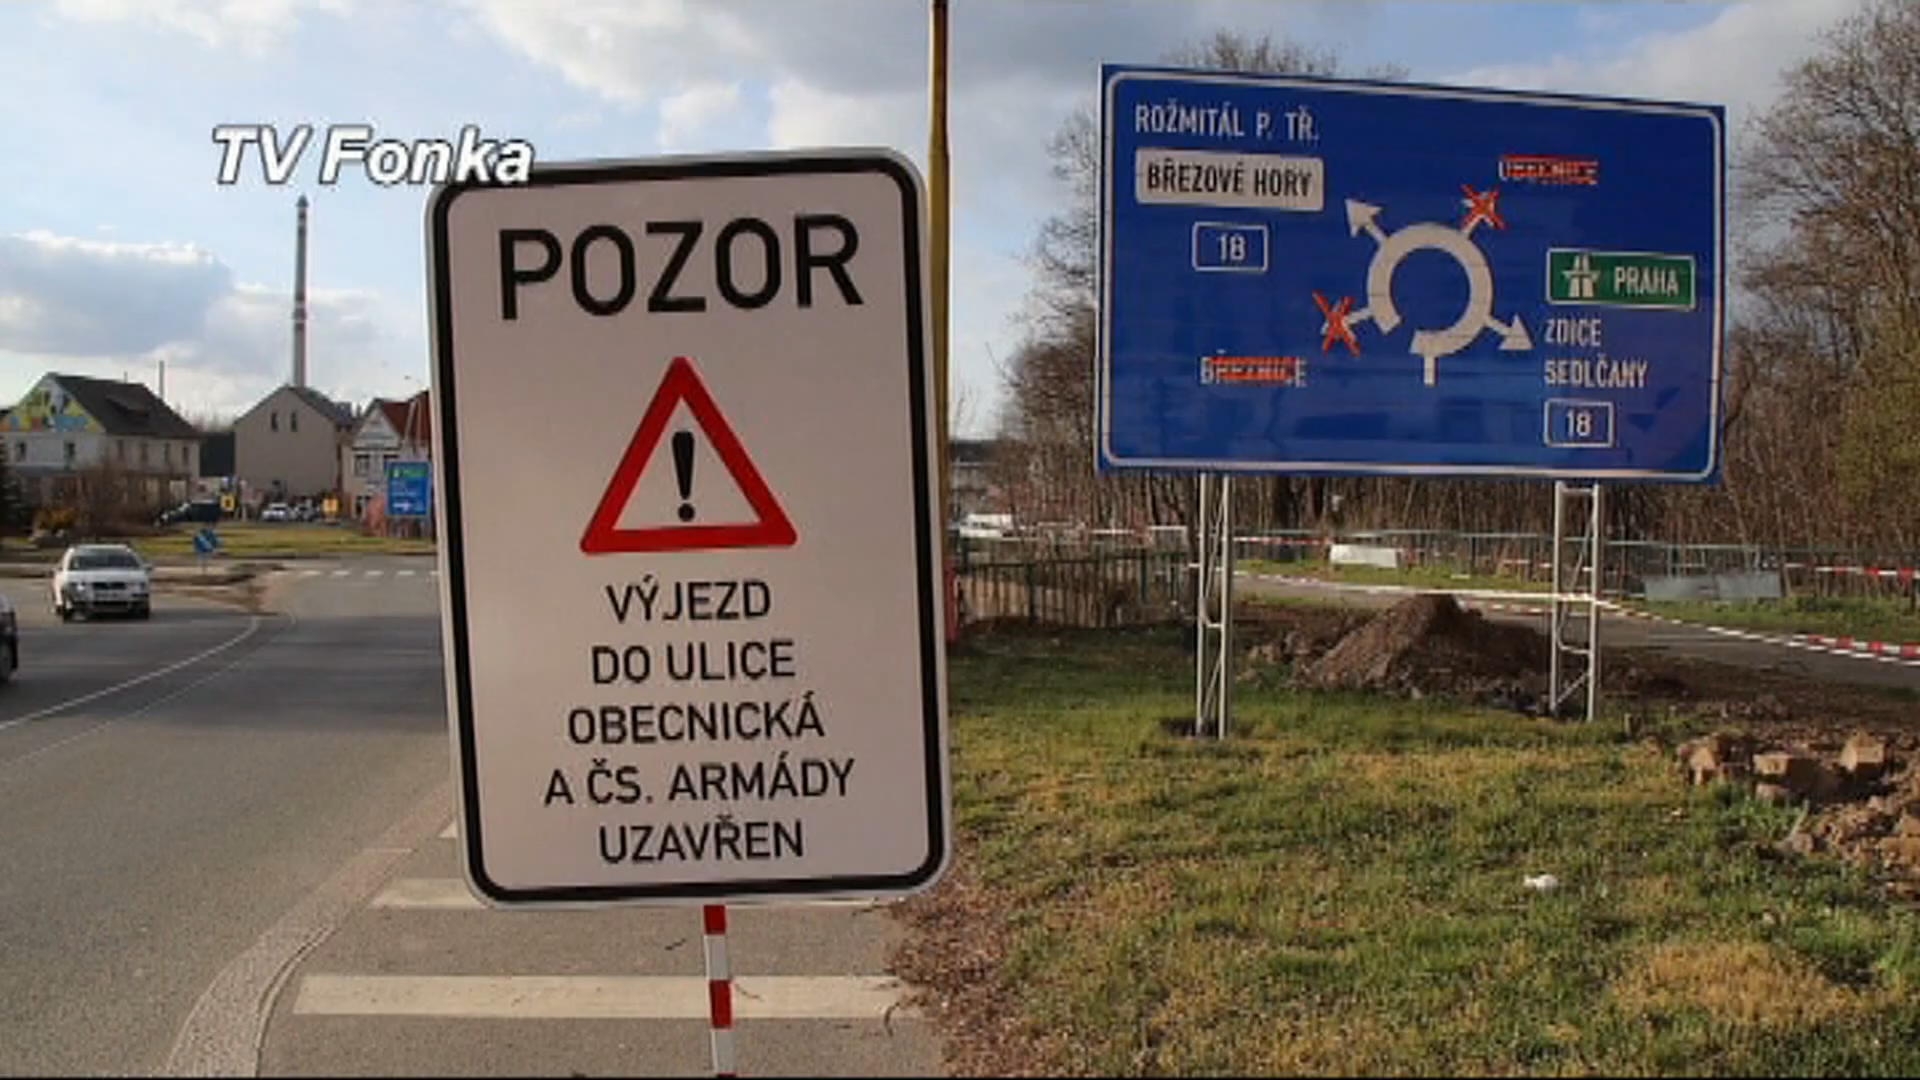 TV Fonka
POZOR
VÝJEZD
DO ULICE
OBECNICKÁ
A ČS. ARMÁDY
UZAVŘEN
ROŽMITÁL P. TŘ.
BŘEZOVÉ HORY
18
OBECNICE
PRAHA
ZDICE
SEDLČANY
18
BŘEZNICE